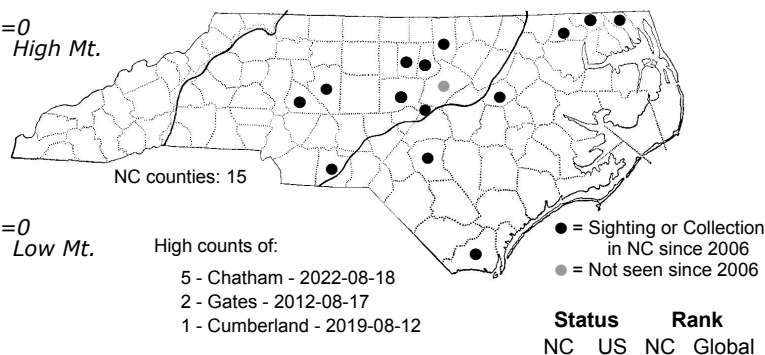 =0
High Mt.
NC counties: 15
=0
Low Mt.
High counts of:
5 - Chatham - 2022-08-18
2 - Gates - 2012-08-17
1 - Cumberland - 2019-08-12
● = Sighting or Collection
in NC since 2006
● = Not seen since 2006
Status Rank
NC US NC Global